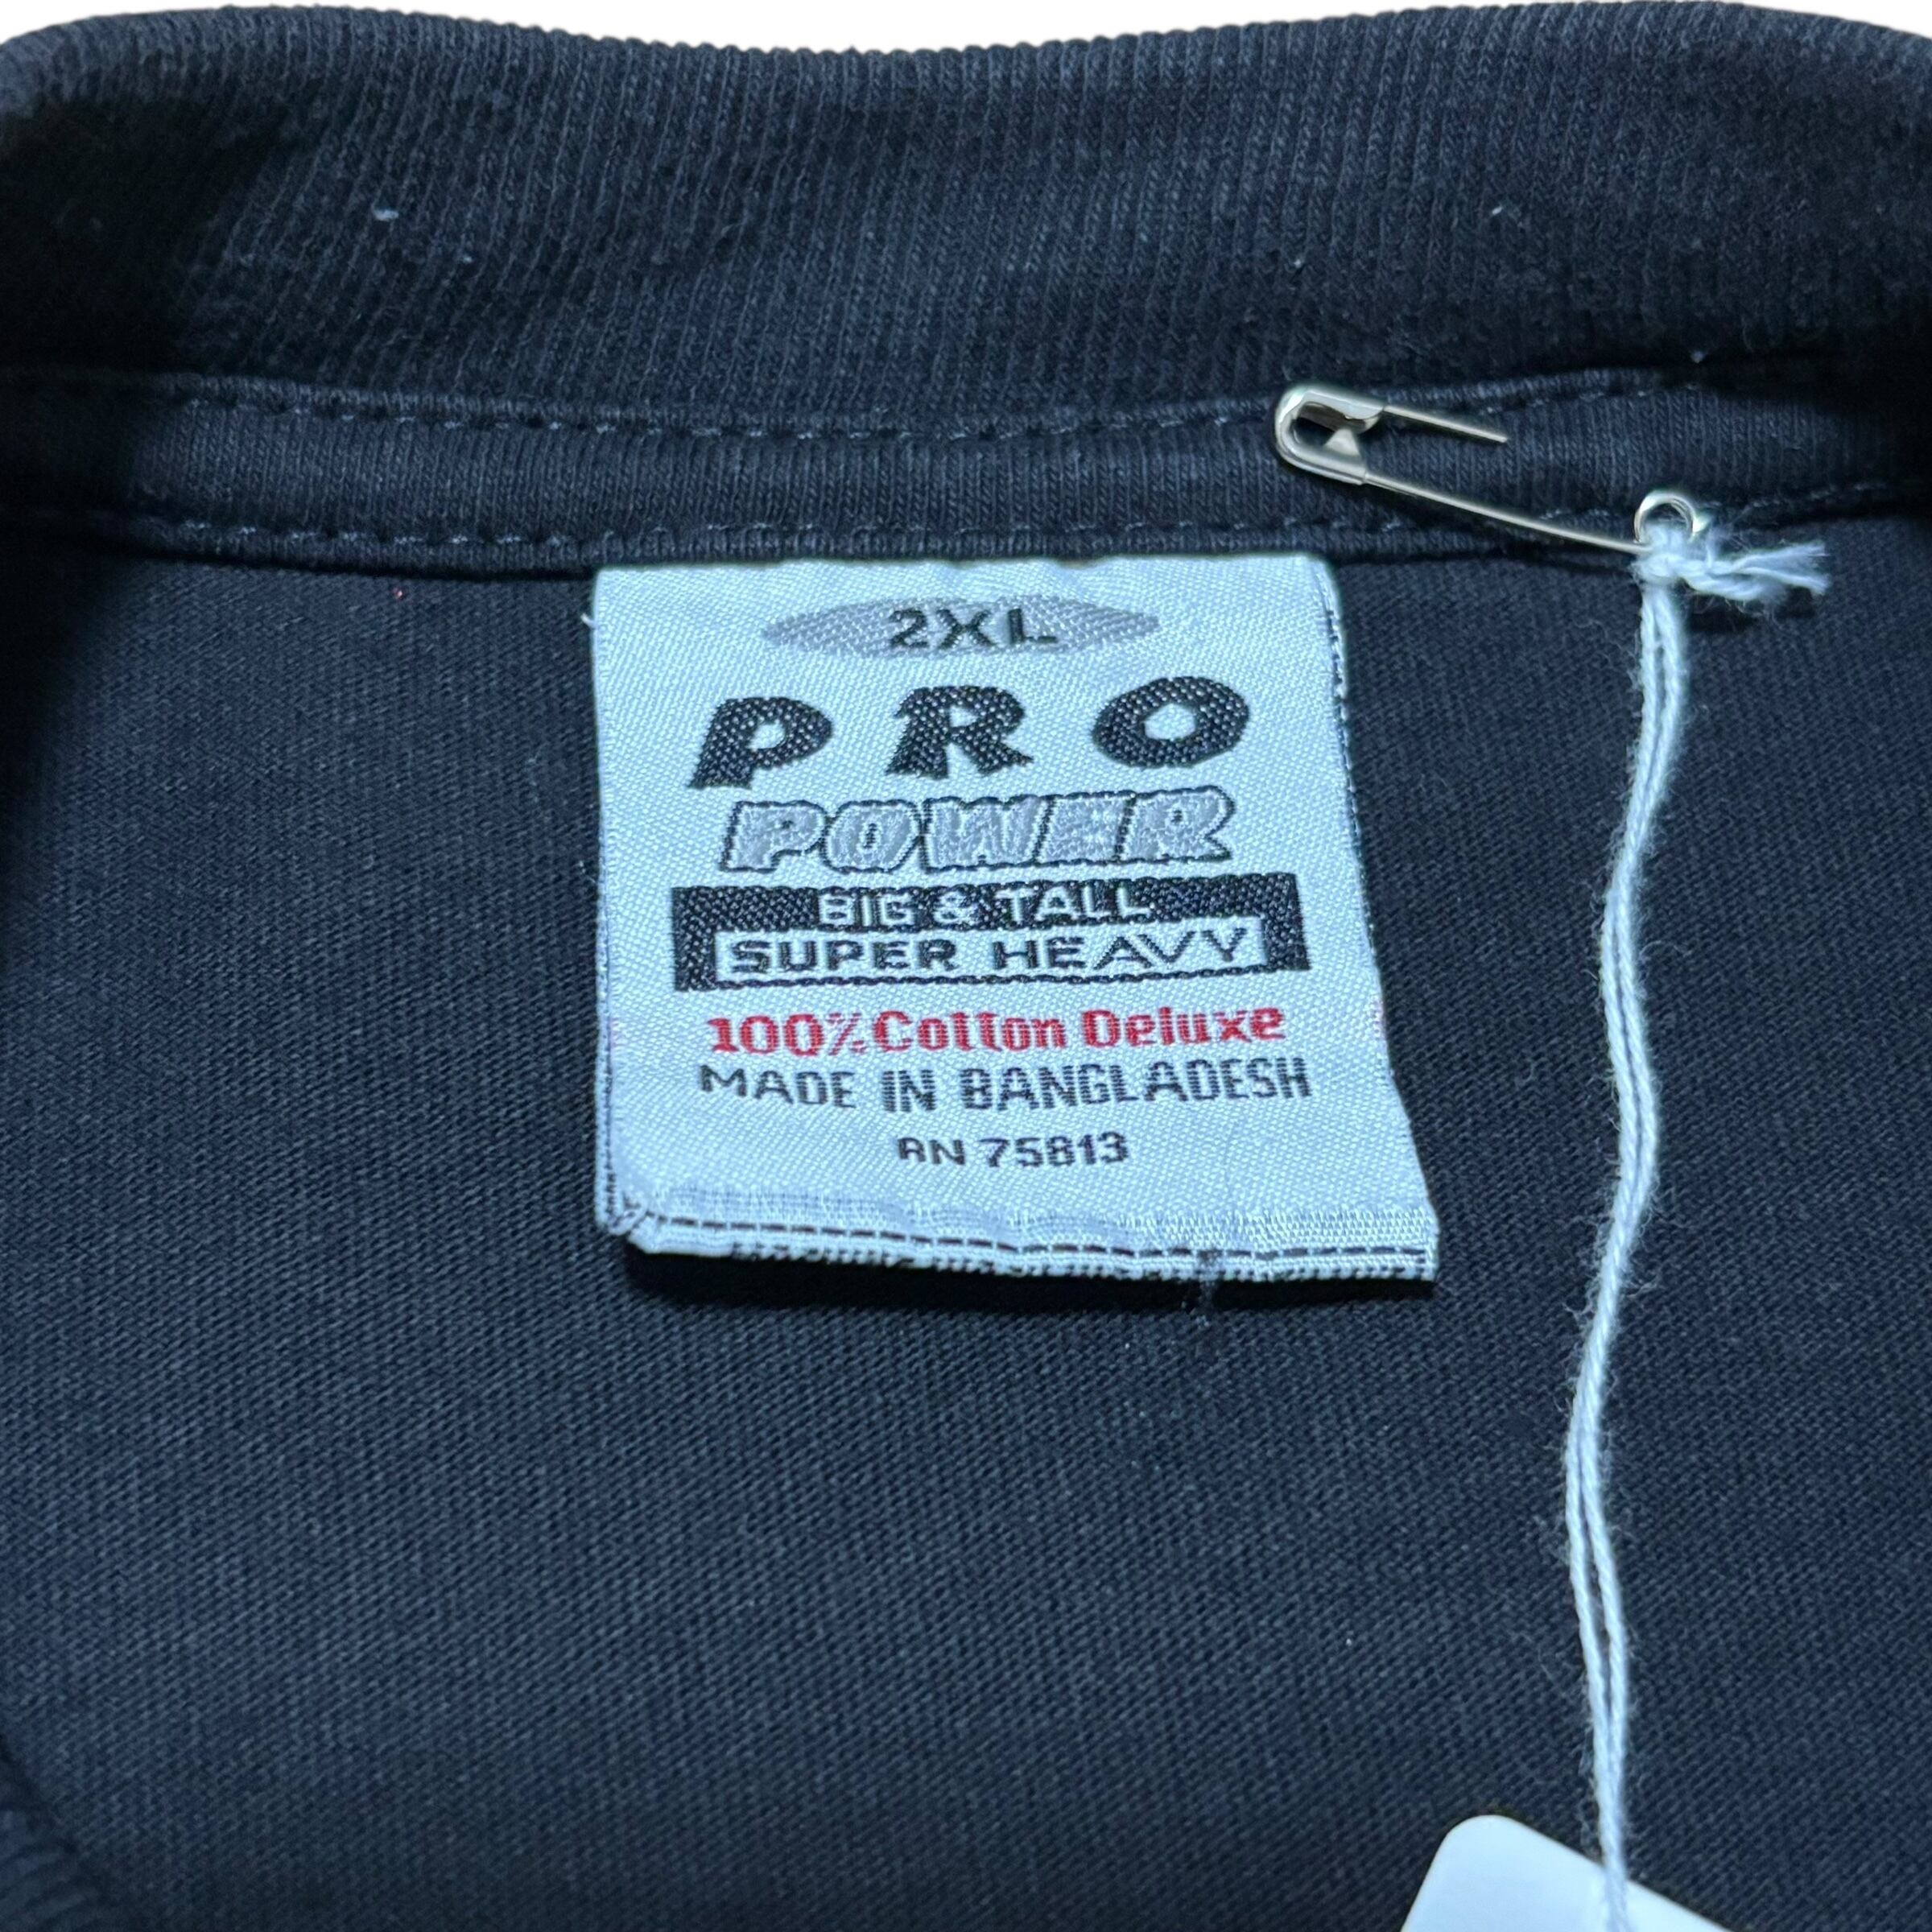 2XL
PRO
POWER
BIG & TALL
SUPER HEAVY
100% Cotton Deluxe
MADE IN BANGLADESH
RN 75813